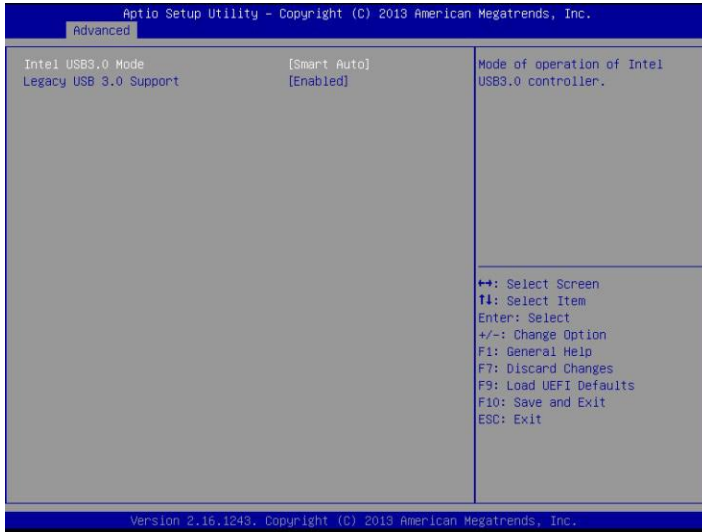 Aptio Setup Utility – Copyright (C) 2013 American Megatrends, Inc.
Advanced
Intel USB3.0 Mode [Smart Auto]
Legacy USB 3.0 Support [Enabled]
Mode of operation of Intel
USB3.0 controller.
↔: Select Screen
↑↓: Select Item
Enter: Select
+/-: Change Option
F1: General Help
F7: Discard Changes
F9: Load UEFI Defaults
F10: Save and Exit
ESC: Exit
Version 2.16.1243. Copyright (C) 2013 American Megatrends, Inc.